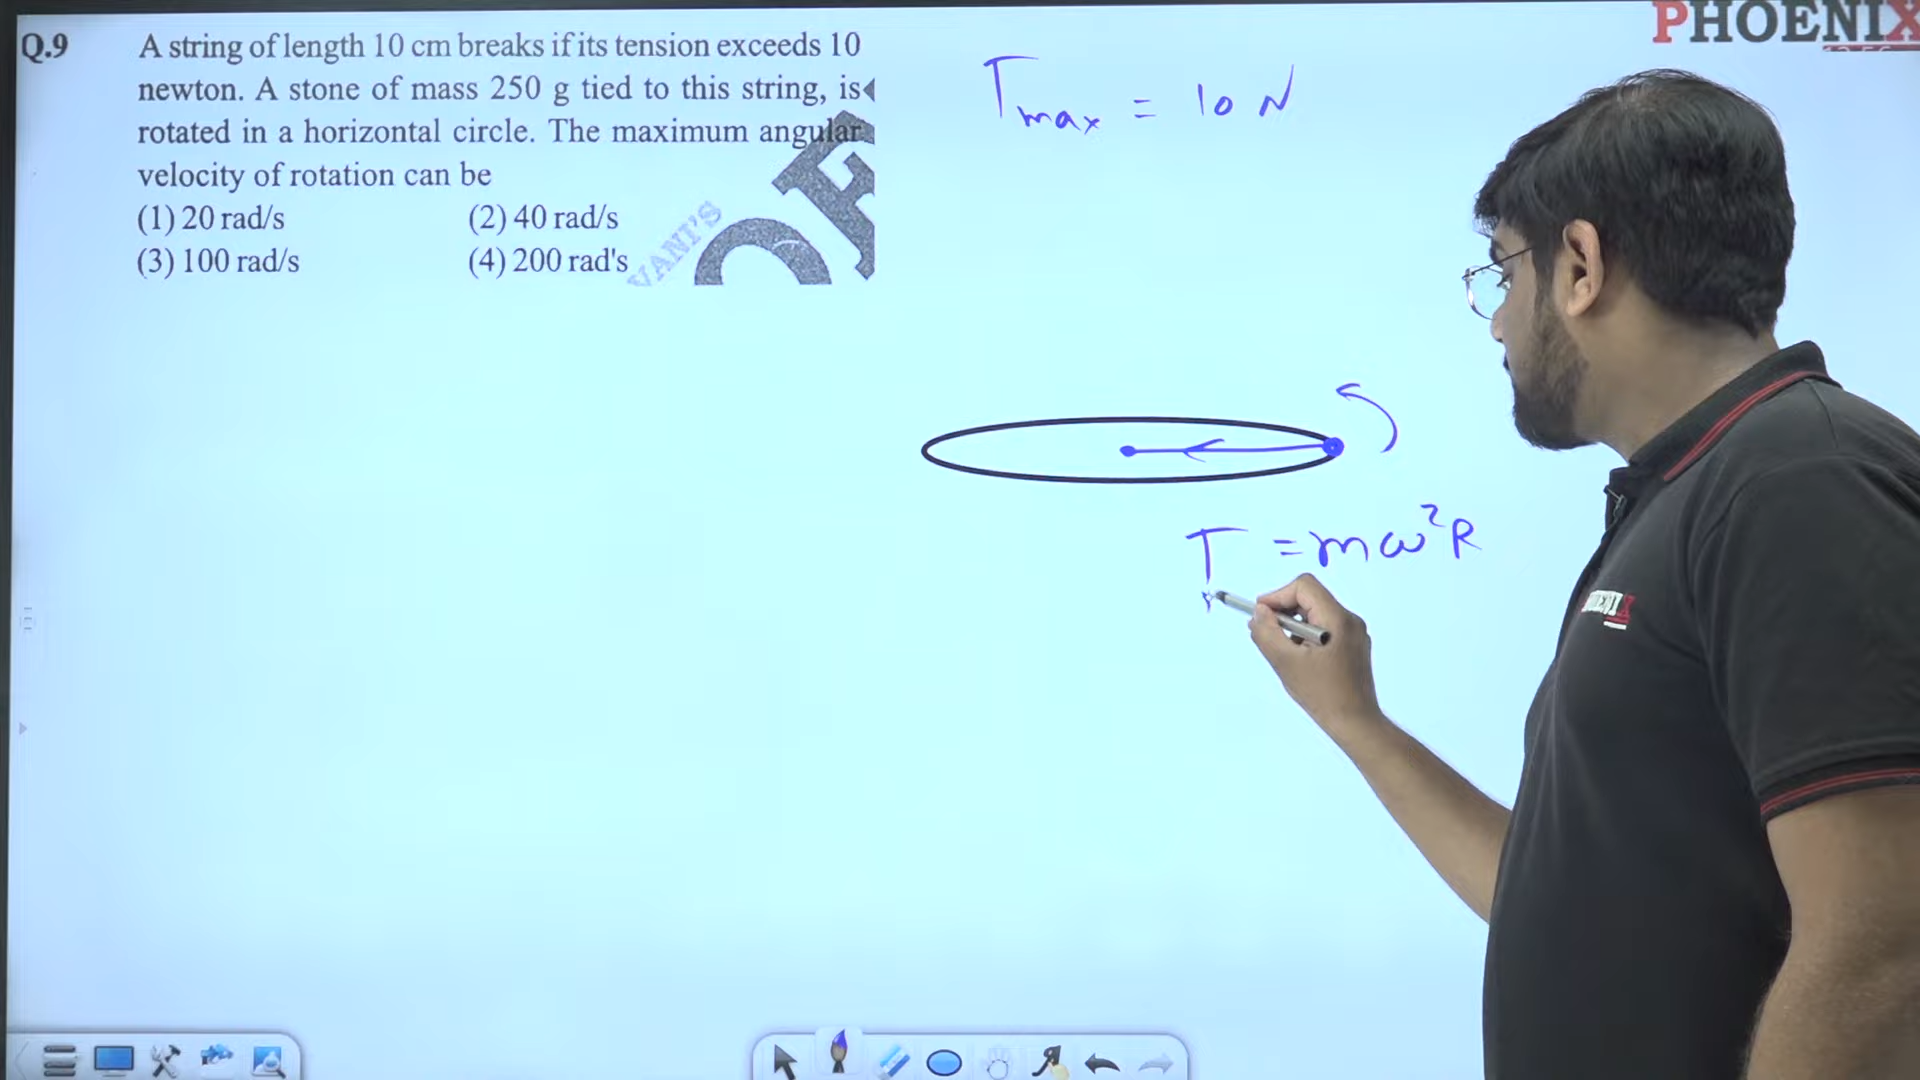 PHOENIX
Q.9 A string of length 10 cm breaks if its tension exceeds 10
newton. A stone of mass 250 g tied to this string, is
rotated in a horizontal circle. The maximum angular
velocity of rotation can be
(1) 20 rad/s (2) 40 rad/s
(3) 100 rad/s (4) 200 rad's
VANI'S
Tmax = 10 N
T = mω²R
PHOENIX